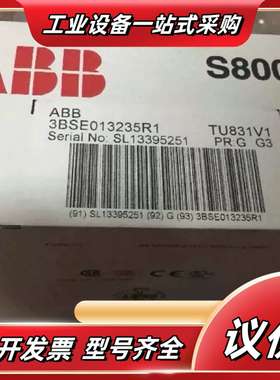 工业设备一站式采购
ABB
S800
ABB
3BSE013235R1
TU831V1
Serial No: SL13395251
PR:G G3
(91) SL13395251 (92) G (93) 3BSE013235R1
开发票 型号齐全
议价